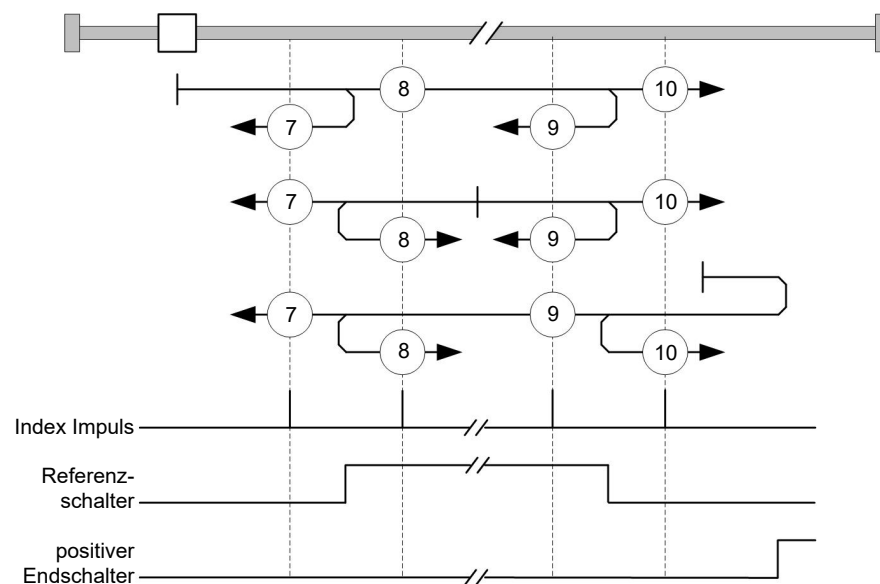 8
10
7
9
7
10
8
9
7
9
8
10
Index Impuls
Referenz-
schalter
positiver
Endschalter